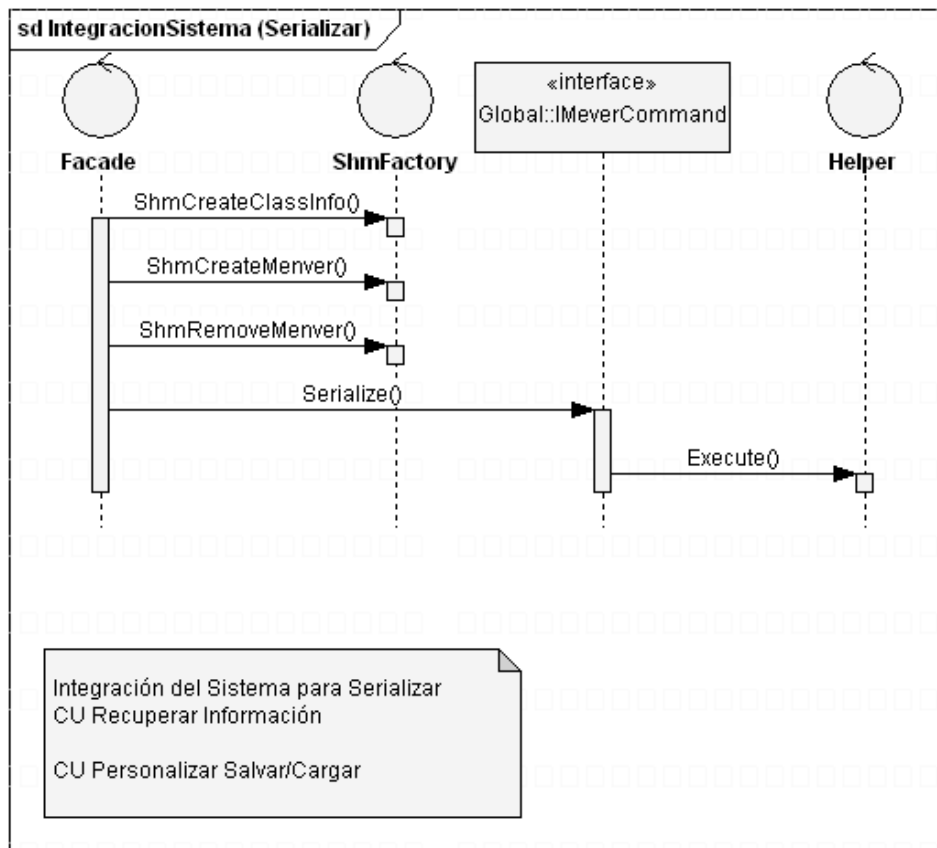 sd IntegracionSistema (Serializar)
«interface»
Global::IMeverCommand
Facade
ShmFactory
Helper
ShmCreateClassInfo()
ShmCreateMenver()
ShmRemoveMenver()
Serialize()
Execute()
Integración del Sistema para Serializar
CU Recuperar Información
CU Personalizar Salvar/Cargar